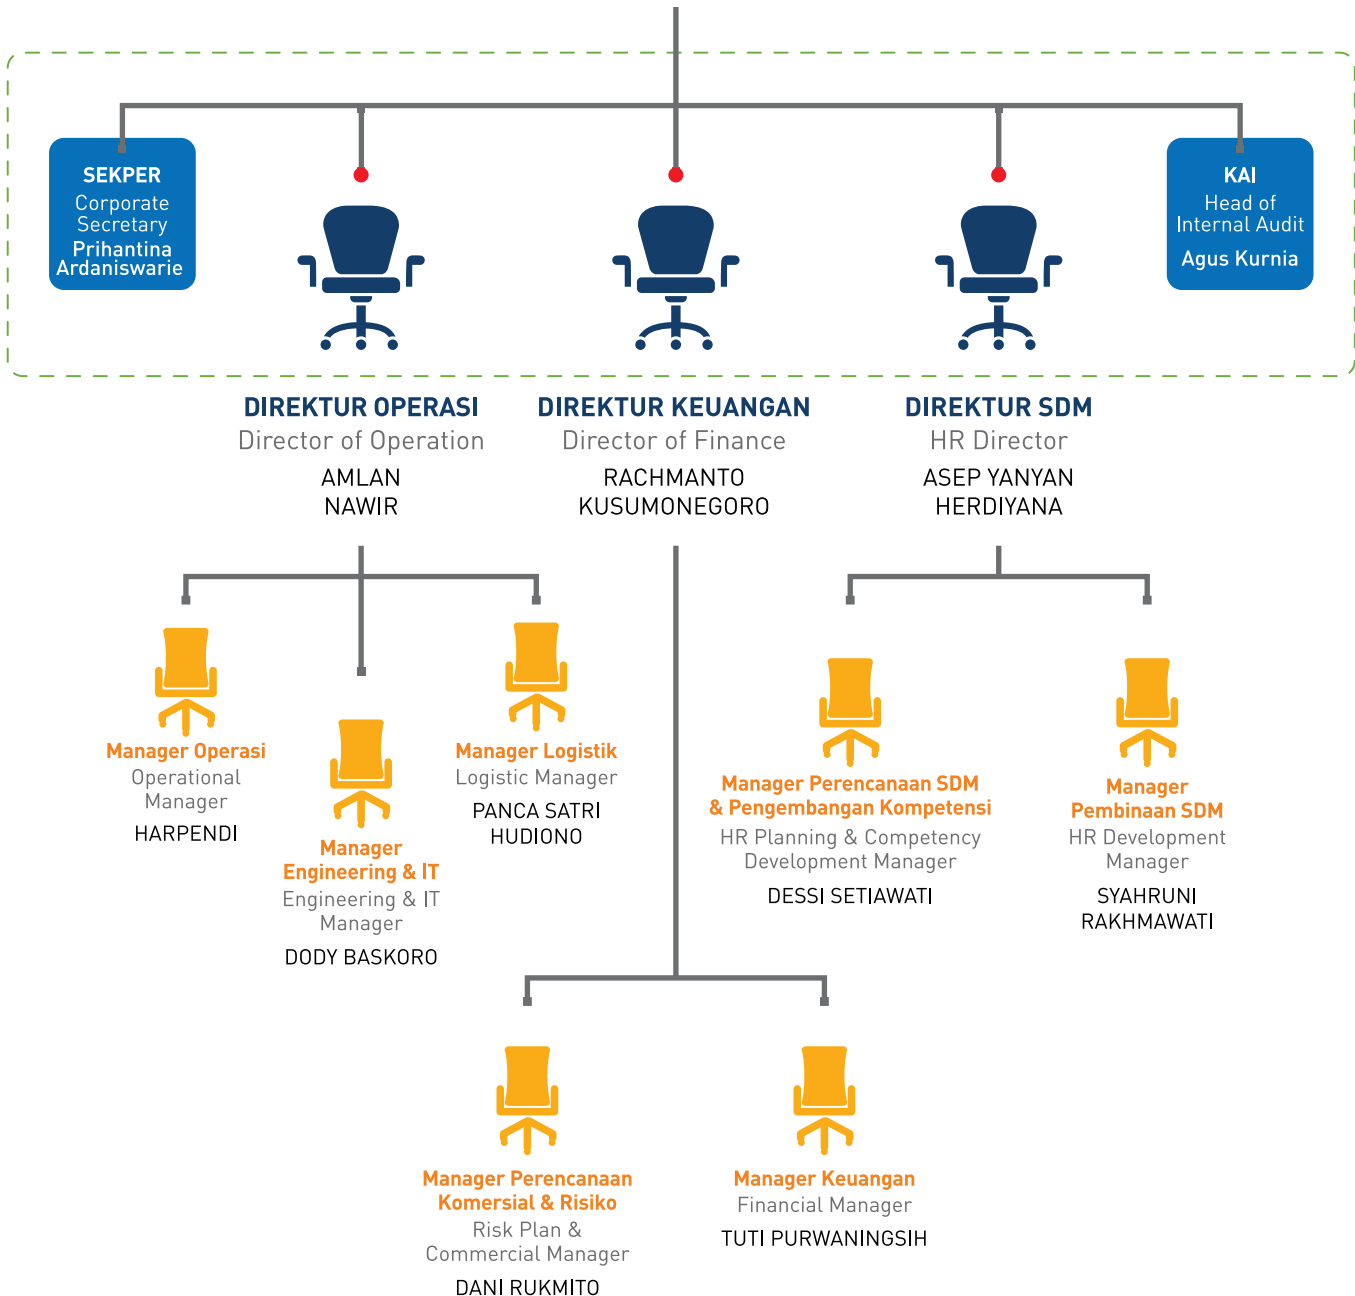 SEKPER
Corporate
Secretary
Prihantina
Ardaniswarie
KAI
Head of
Internal Audit
Agus Kurnia
DIREKTUR OPERASI
Director of Operation
AMLAN
NAWIR
DIREKTUR KEUANGAN
Director of Finance
RACHMANTO
KUSUMONEGORO
DIREKTUR SDM
HR Director
ASEP YANYAN
HERDIYANA
Manager Operasi
Operational
Manager
HARPENDI
Manager
Engineering & IT
Engineering & IT
Manager
DODY BASKORO
Manager Logistik
Logistic Manager
PANCA SATRI
HUDIONO
Manager Perencanaan SDM
& Pengembangan Kompetensi
HR Planning & Competency
Development Manager
DESSI SETIAWATI
Manager
Pembinaan SDM
HR Development
Manager
SYAHRUNI
RAKHMAWATI
Manager Perencanaan
Komersial & Risiko
Risk Plan &
Commercial Manager
DANI RUKMITO
Manager Keuangan
Financial Manager
TUTI PURWANINGSIH